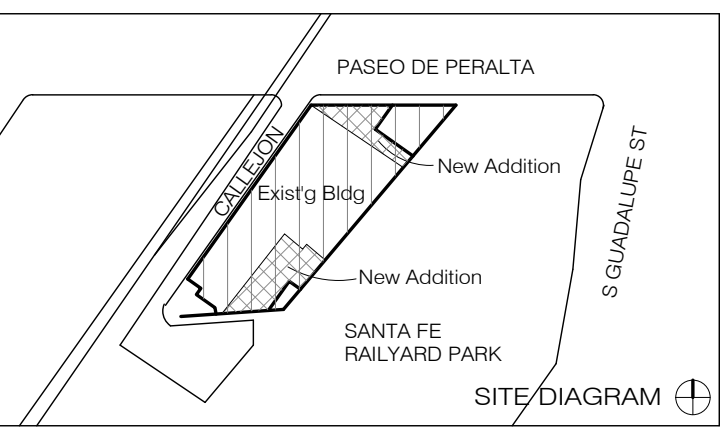 PASEO DE PERALTA
CALLEJON
S GUADALUPE ST
New Addition
Exist'g Bldg
New Addition
SANTA FE
RAILYARD PARK
SITE DIAGRAM